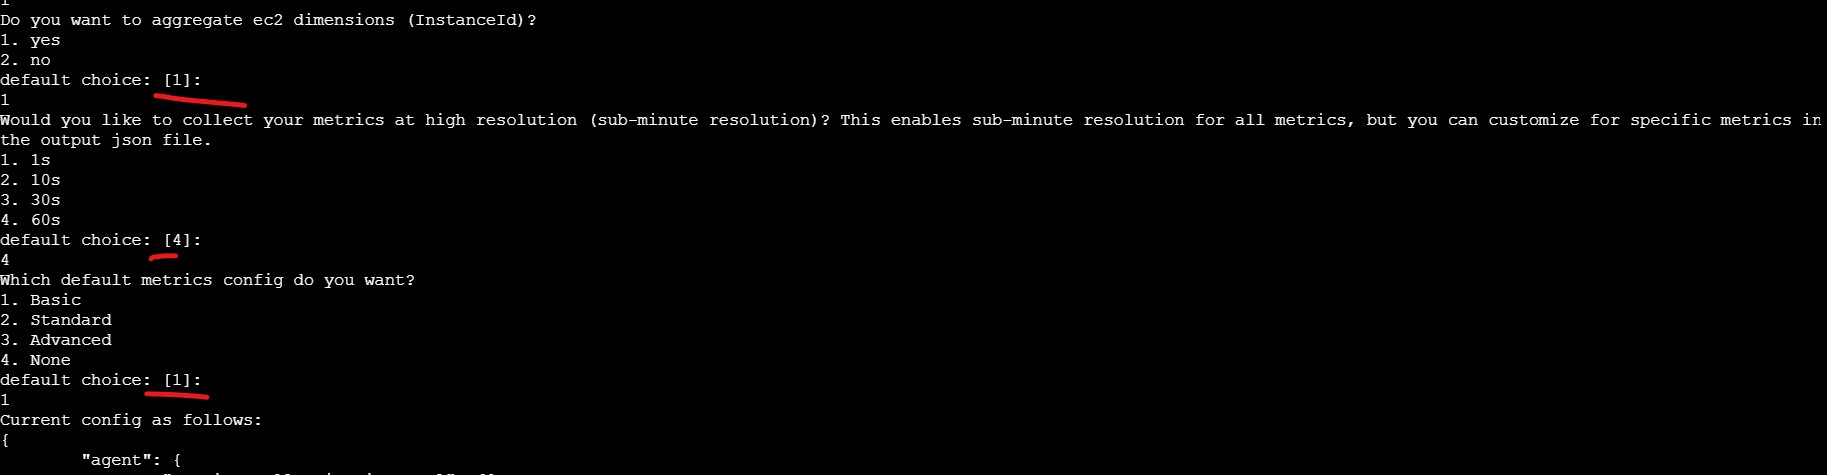 Do you want to aggregate ec2 dimensions (InstanceId)?
1. yes
2. no
default choice: [1]:
1
Would you like to collect your metrics at high resolution (sub-minute resolution)? This enables sub-minute resolution for all metrics, but you can customize for specific metrics in
the output json file.
1. 1s
2. 10s
3. 30s
4. 60s
default choice: [4]:
4
Which default metrics config do you want?
1. Basic
2. Standard
3. Advanced
4. None
default choice: [1]:
1
Current config as follows:
{
"agent": {